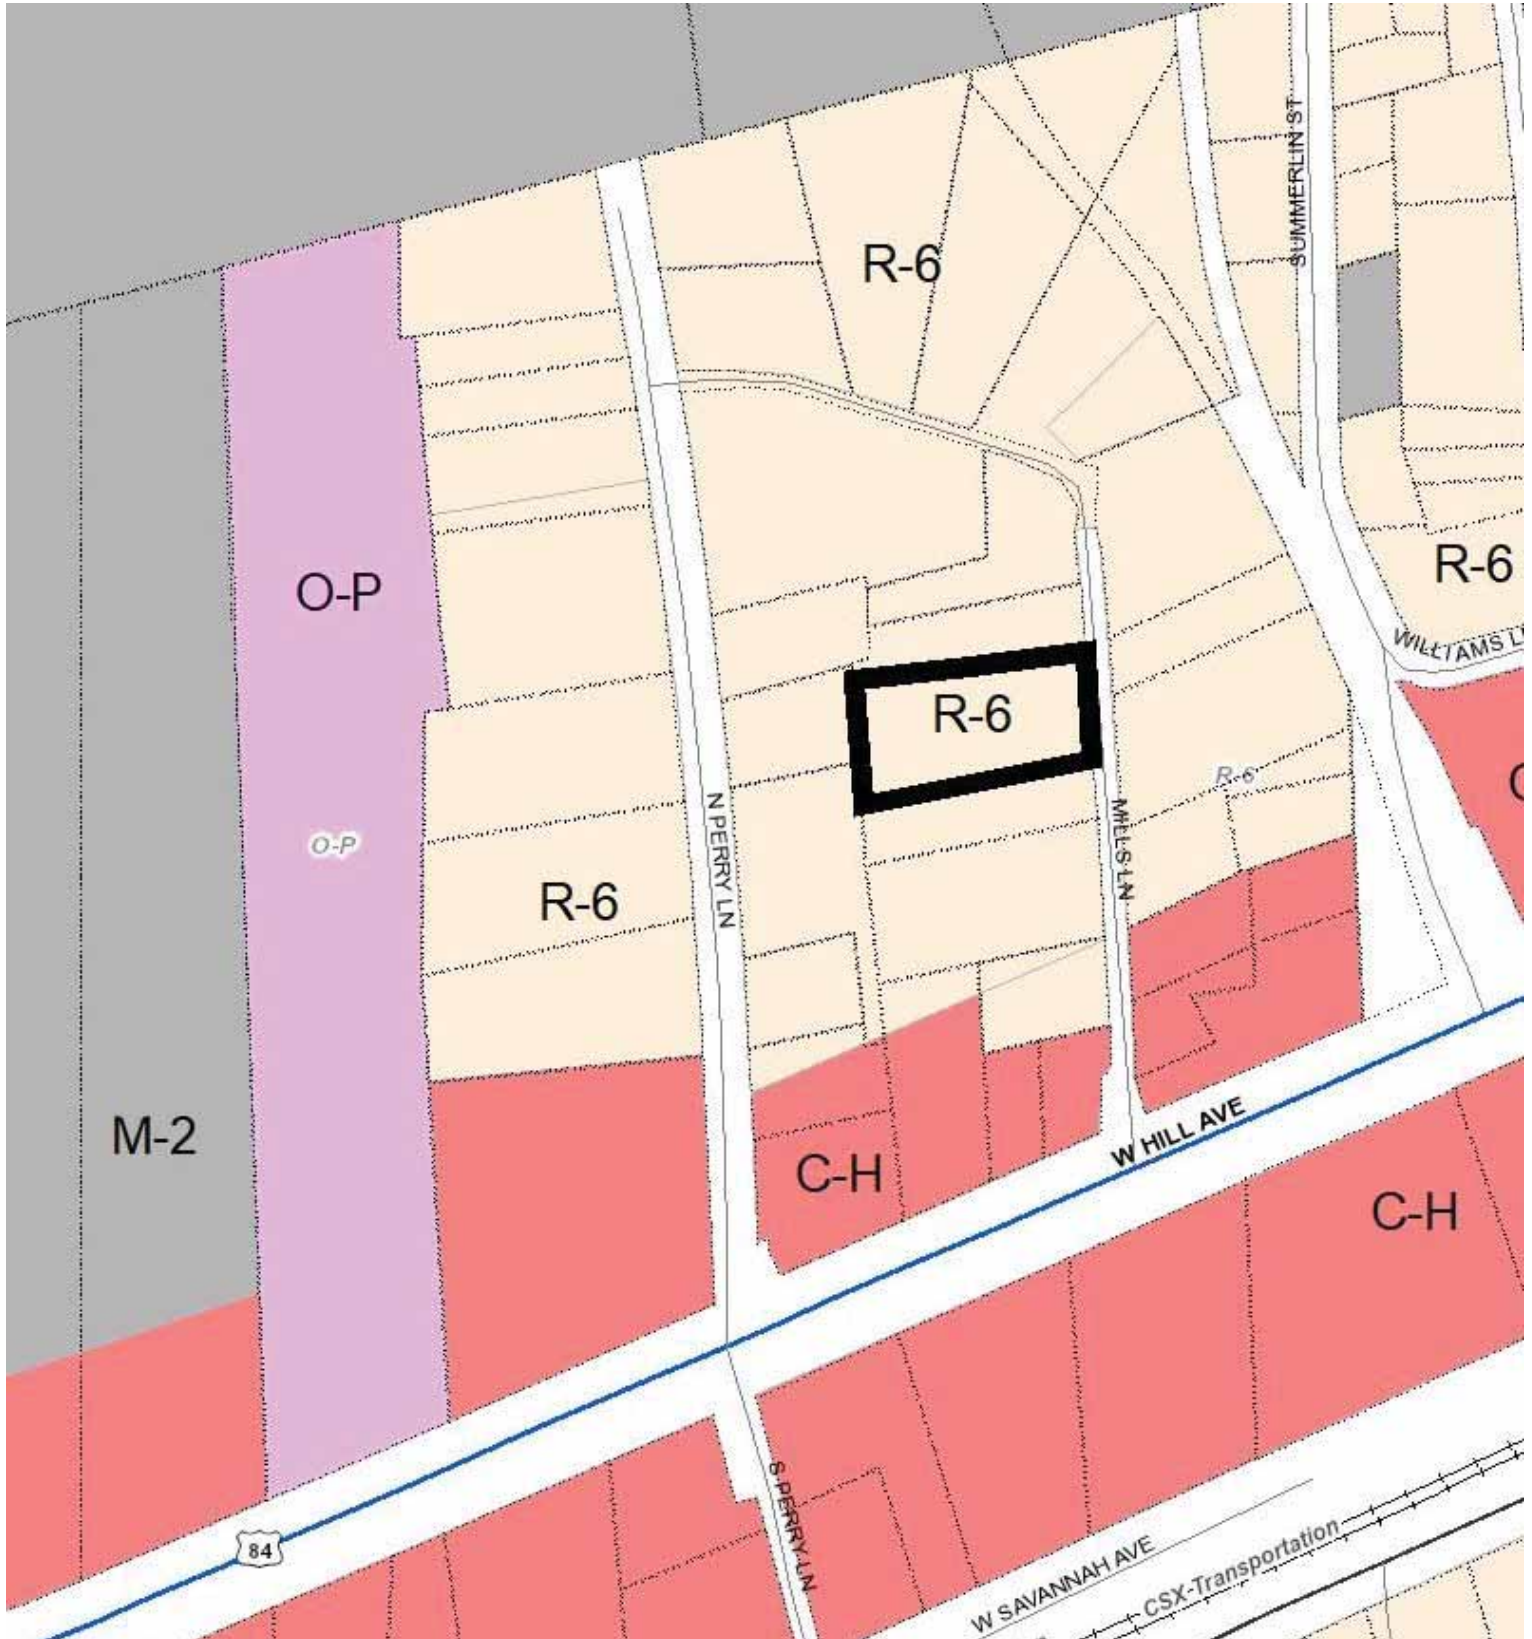 R-6
SUMMERLIN ST
O-P
R-6
WILLIAMS L
R-6
R-6
C
MILLS LN
N PERRY LN
O-P
R-6
M-2
W HILL AVE
C-H
C-H
84
S PERRY LN
W SAVANNAH AVE
CSX-Transportation